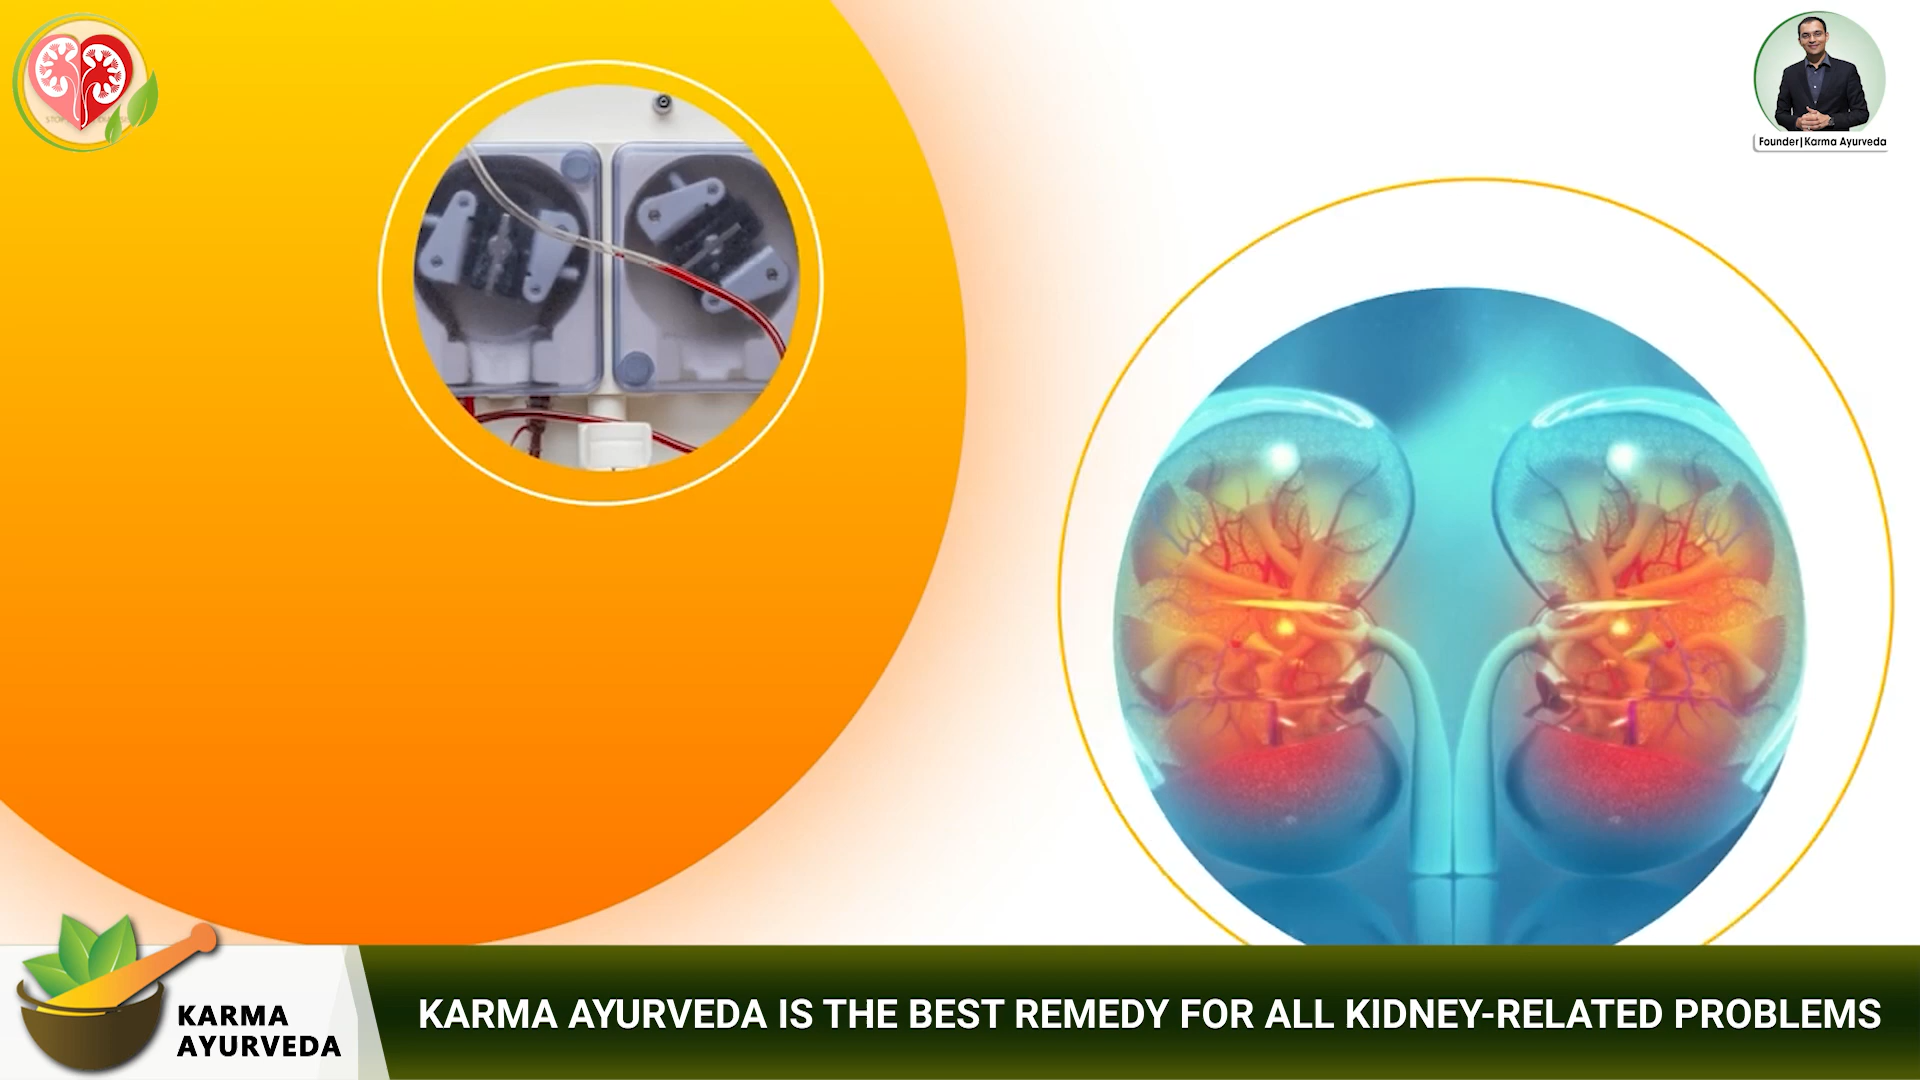 Founder|Karma Ayurveda
KARMA
AYURVEDA
KARMA AYURVEDA IS THE BEST REMEDY FOR ALL KIDNEY-RELATED PROBLEMS